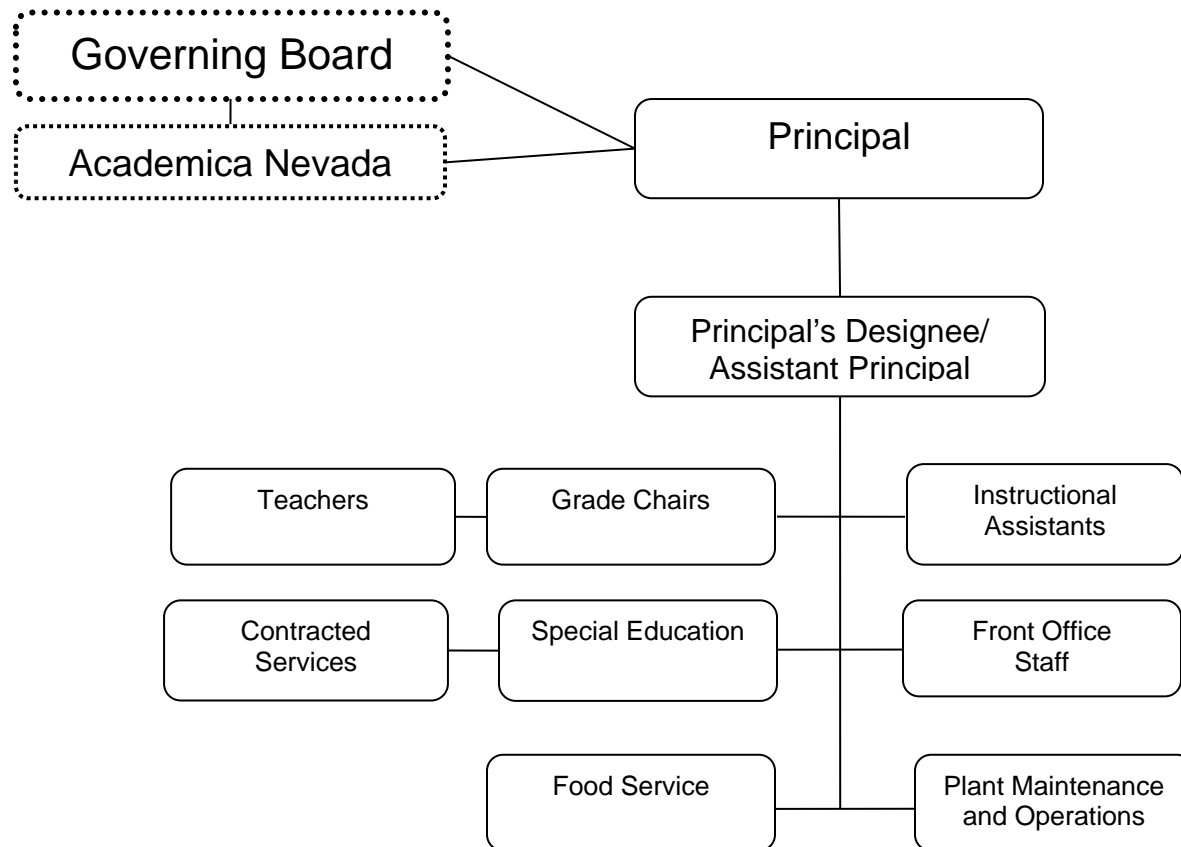 Governing Board
Academica Nevada
Principal
Principal’s Designee/
Assistant Principal
Teachers
Grade Chairs
Instructional
Assistants
Contracted
Services
Special Education
Front Office
Staff
Food Service
Plant Maintenance
and Operations